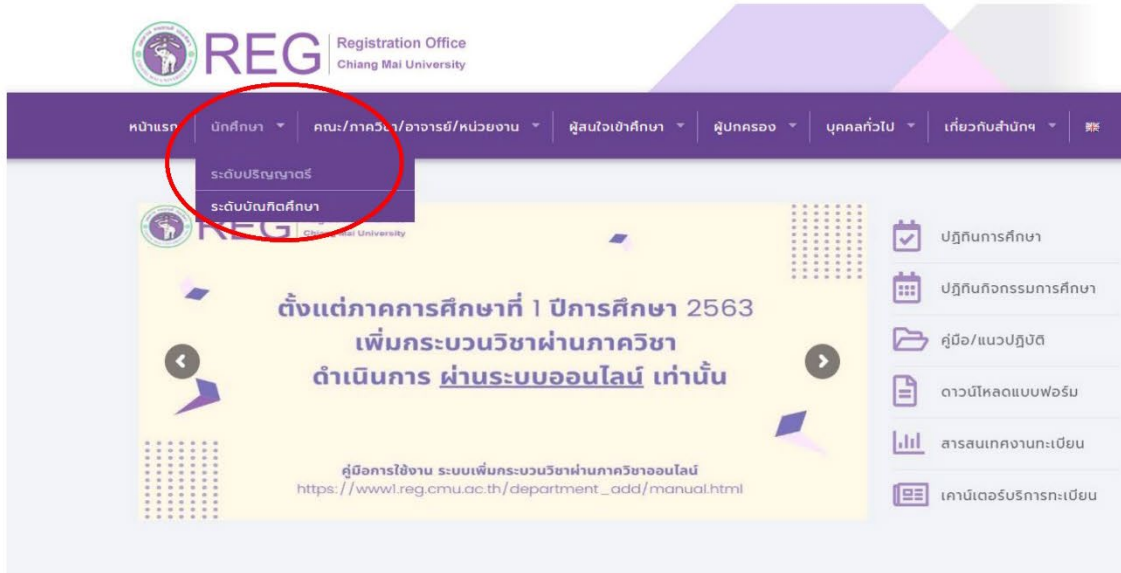 REG
Registration Office
Chiang Mai University
หน้าแรก นักศึกษา คณะ/ภาควิชา/อาจารย์/หน่วยงาน ผู้สนใจเข้าศึกษา ผู้ปกครอง บุคคลทั่วไป เกี่ยวกับสำนักฯ
ระดับปริญญาตรี
ระดับบัณฑิตศึกษา
REG
Chiang Mai University
ตั้งแต่ภาคการศึกษาที่ 1 ปีการศึกษา 2563
เพิ่มกระบวนวิชาผ่านภาควิชา
ดำเนินการ ผ่านระบบออนไลน์ เท่านั้น
คู่มือการใช้งาน ระบบเพิ่มกระบวนวิชาผ่านภาควิชาออนไลน์
https://www1.reg.cmu.ac.th/department_add/manual.html
ปฏิทินการศึกษา
ปฏิทินกิจกรรมการศึกษา
คู่มือ/แนวปฏิบัติ
ดาวน์โหลดแบบฟอร์ม
สารสนเทศงานทะเบียน
เคาน์เตอร์บริการทะเบียน